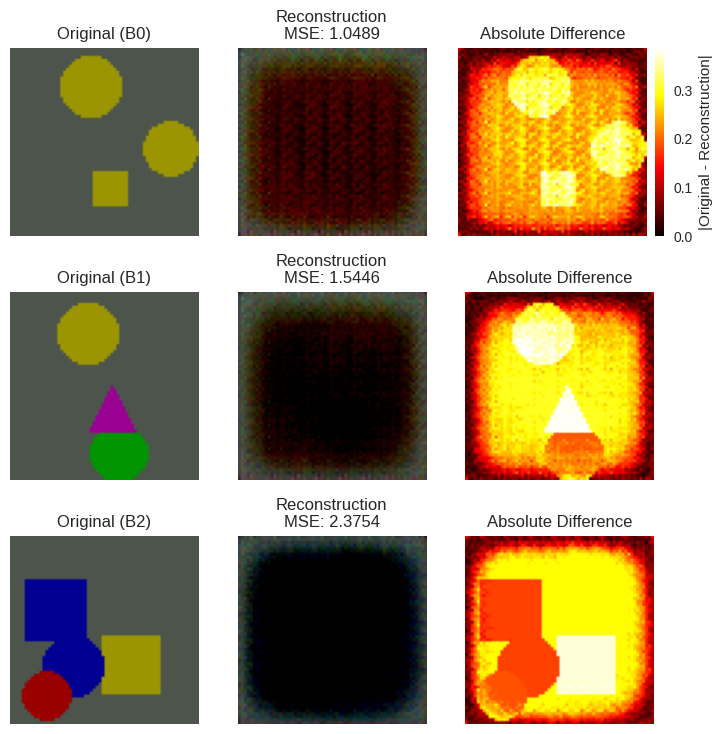 Original (B0)
Reconstruction
MSE: 1.0489
Absolute Difference
0.3
0.2
0.1
0.0
|Original - Reconstruction|
Original (B1)
Reconstruction
MSE: 1.5446
Absolute Difference
Original (B2)
Reconstruction
MSE: 2.3754
Absolute Difference